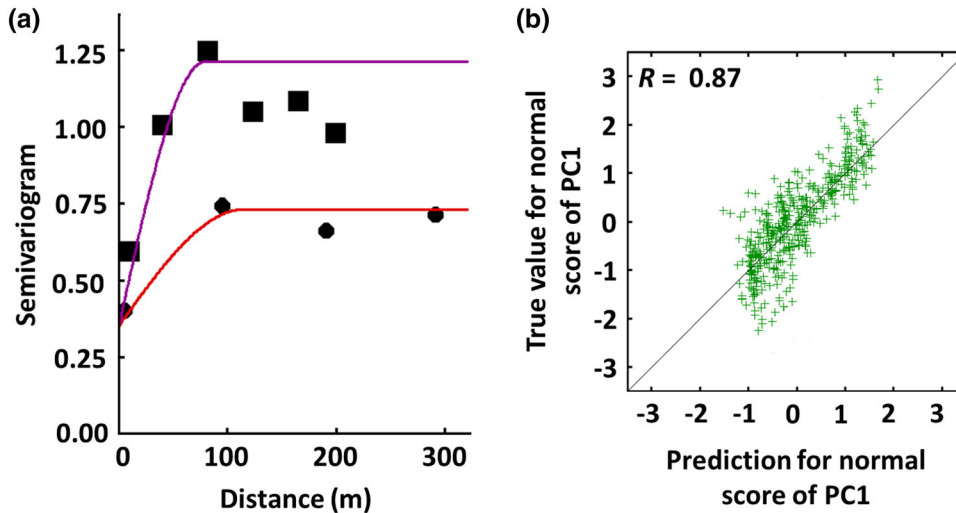 (a)
1.25
1.00
0.75
0.50
0.25
0.00
Semivariogram
0 100 200 300
Distance (m)
(b)
R = 0.87
3
2
1
0
-1
-2
-3
True value for normal
score of PC1
-3 -2 -1 0 1 2 3
Prediction for normal
score of PC1